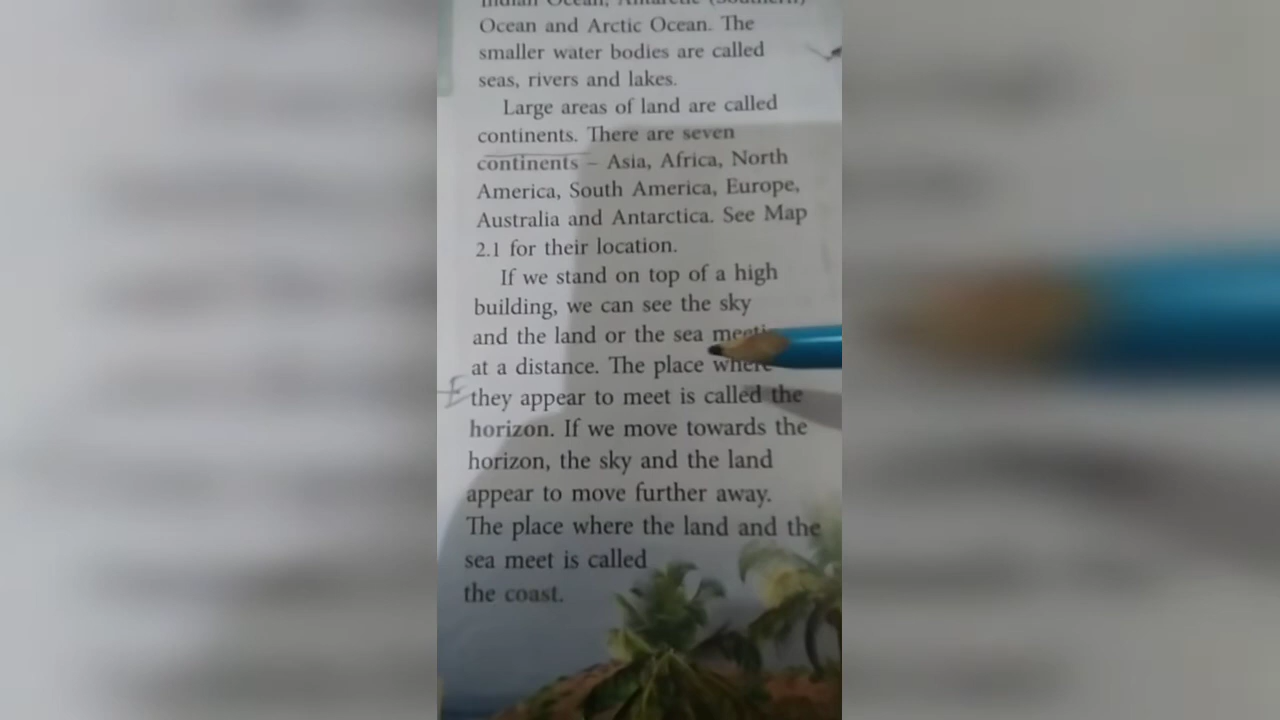 Indian Ocean, Antarctic (Southern)
Ocean and Arctic Ocean. The
smaller water bodies are called
seas, rivers and lakes.
Large areas of land are called
continents. There are seven
continents – Asia, Africa, North
America, South America, Europe,
Australia and Antarctica. See Map
2.1 for their location.
If we stand on top of a high
building, we can see the sky
and the land or the sea
at a distance. The place where
they appear to meet is called the
horizon. If we move towards the
horizon, the sky and the land
appear to move further away.
The place where the land and the
sea meet is called
the coast.